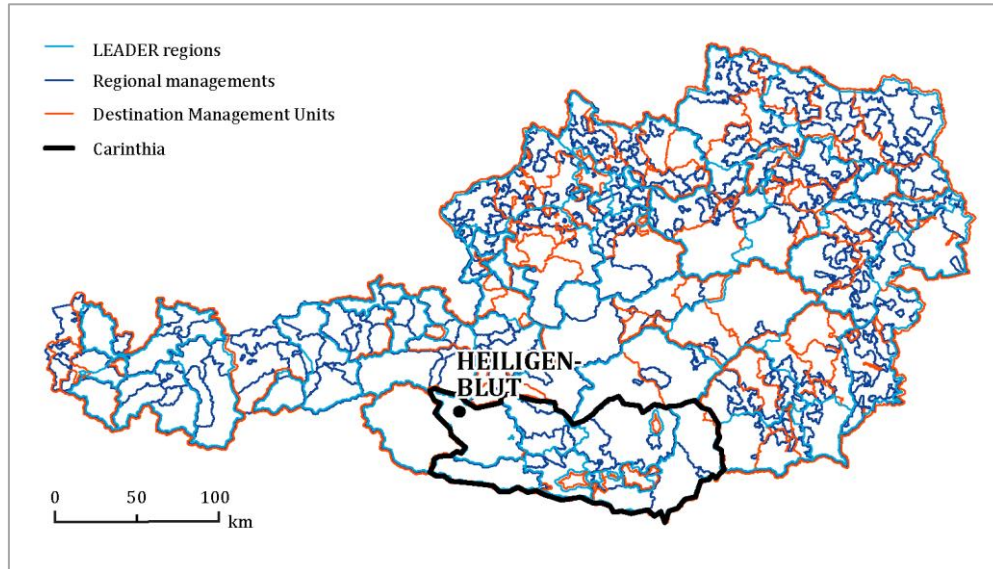 LEADER regions
Regional managements
Destination Management Units
Carinthia
HEILIGEN-
BLUT
0 50 100
km